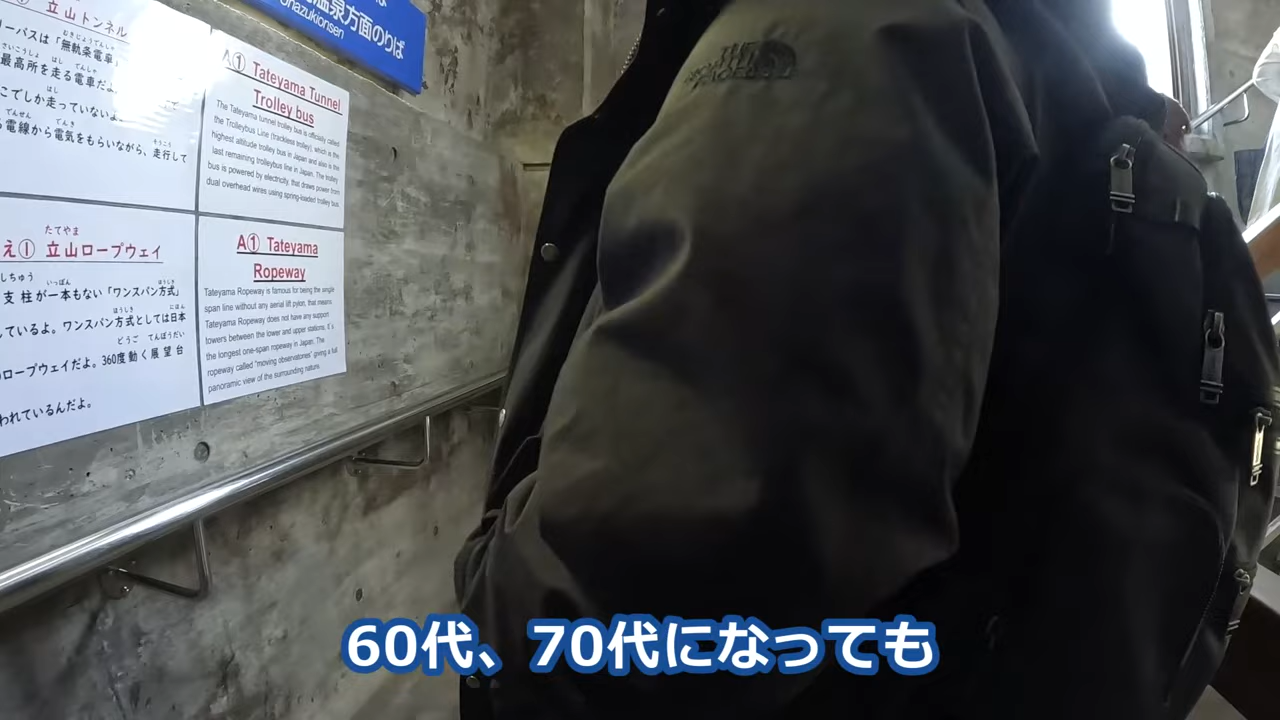 ① 立山トンネル
ーバスは「無軌条電車」
最高所を走る電車だよ
こでしか走っていないよ。
電線から電気をもらいながら、走行して
A① Tateyama Tunnel
Trolley bus
The Tateyama tunnel trolley bus is officially called
the Trolleybus Line (trackless trolley), which is the
highest altitude trolley bus in Japan and also is the
last remaining trolleybus line in Japan. The trolley
bus is powered by electricity, that draws power from
dual overhead wires using spring-loaded trolley bus
温泉方面のりば
え① 立山ロープウェイ
支柱が一本もない「ワンスパン方式」
ているよ。ワンスパン方式としては日本
ロープウェイだよ。360度動く展望台
われているんだよ。
A① Tateyama
Ropeway
Tateyama Ropeway is famous for being the single
span line without any aerial lift pylon, that means
Tateyama Ropeway does not have any support
towers between the lower and upper stations. It is
the longest one-span ropeway in Japan. The
ropeway called "moving observatories" giving a full
panoramic view of the surrounding nature.
60代、70代になっても